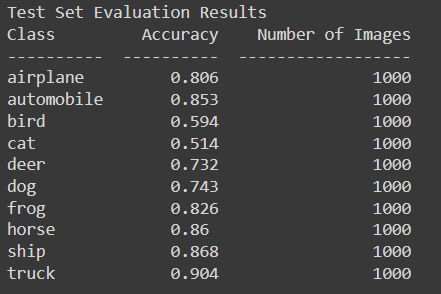 Test Set Evaluation Results
Class         Accuracy    Number of Images
----------  ----------  ------------------
airplane         0.806                1000
automobile       0.853                1000
bird             0.594                1000
cat              0.514                1000
deer             0.732                1000
dog              0.743                1000
frog             0.826                1000
horse            0.86                 1000
ship             0.868                1000
truck            0.904                1000